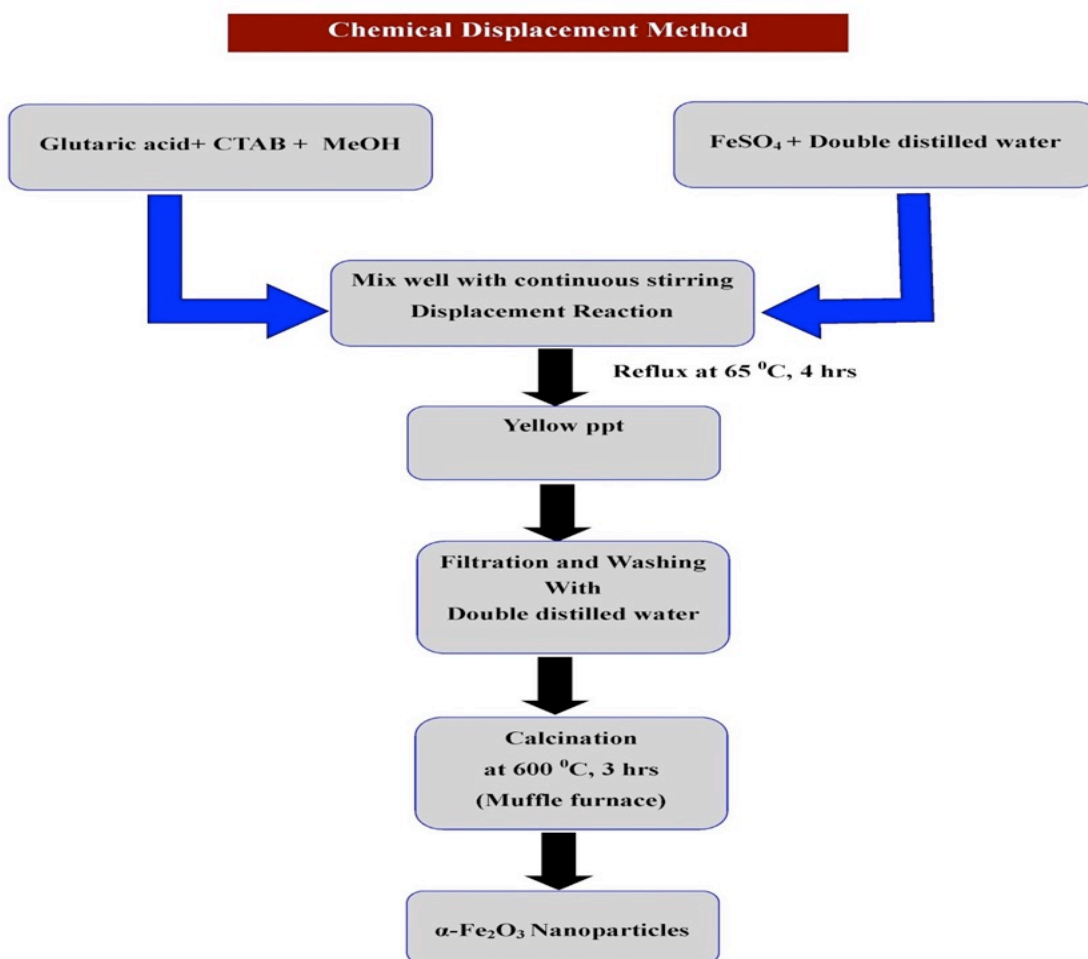 Chemical Displacement Method
Glutaric acid+ CTAB + MeOH
FeSO₄ + Double distilled water
Mix well with continuous stirring
Displacement Reaction
Reflux at 65 ⁰C, 4 hrs
Yellow ppt
Filtration and Washing
With
Double distilled water
Calcination
at 600 ⁰C, 3 hrs
(Muffle furnace)
α-Fe₂O₃ Nanoparticles